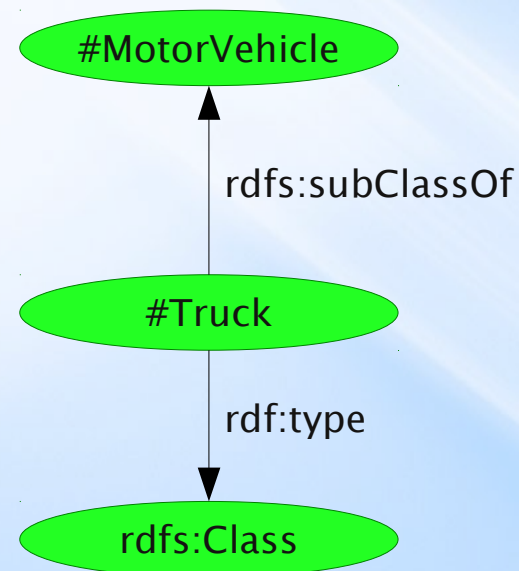 #MotorVehicle
rdfs:subClassOf
#Truck
rdf:type
rdfs:Class